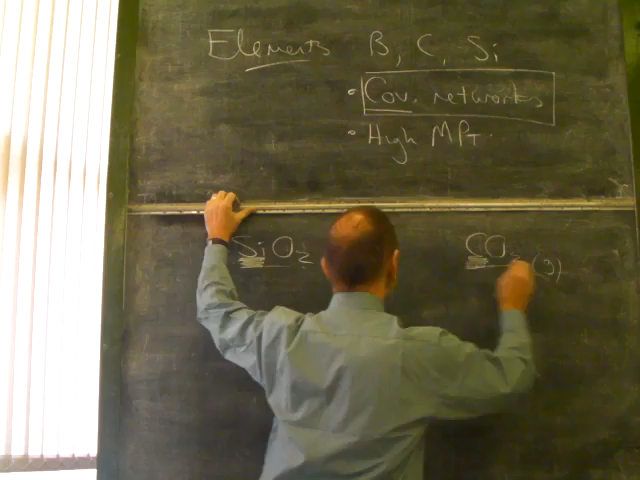 Elements B, C, Si
• Cov. networks
• High MPT.
SiO2 CO2 (g)